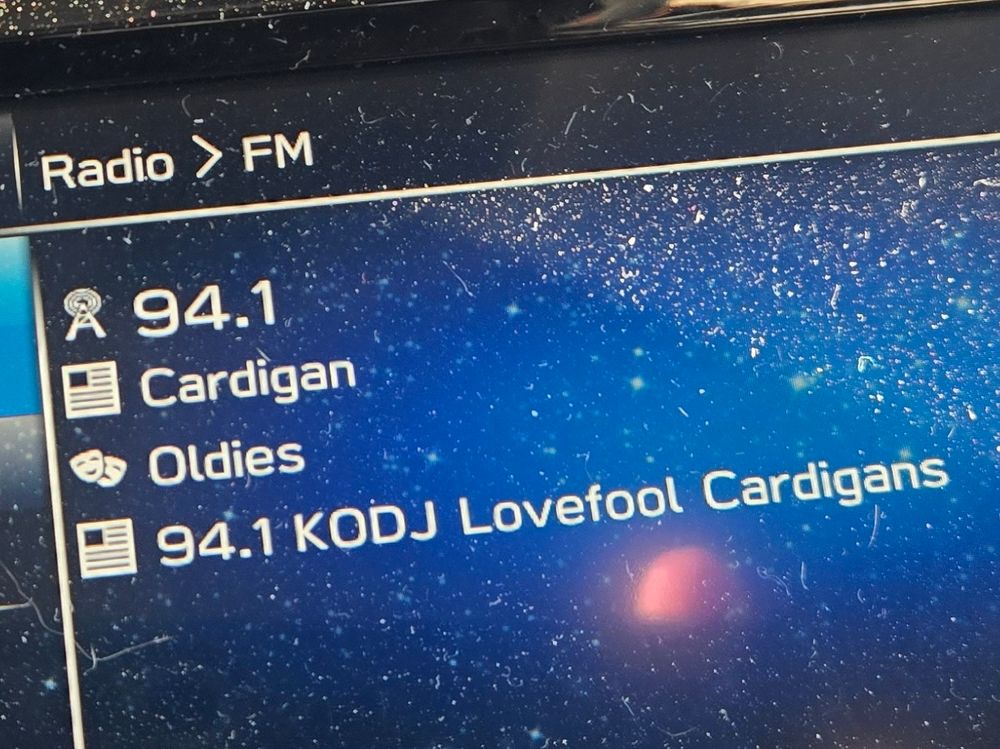 Radio > FM
94.1
Cardigan
Oldies
94.1 KODJ Lovefool Cardigans